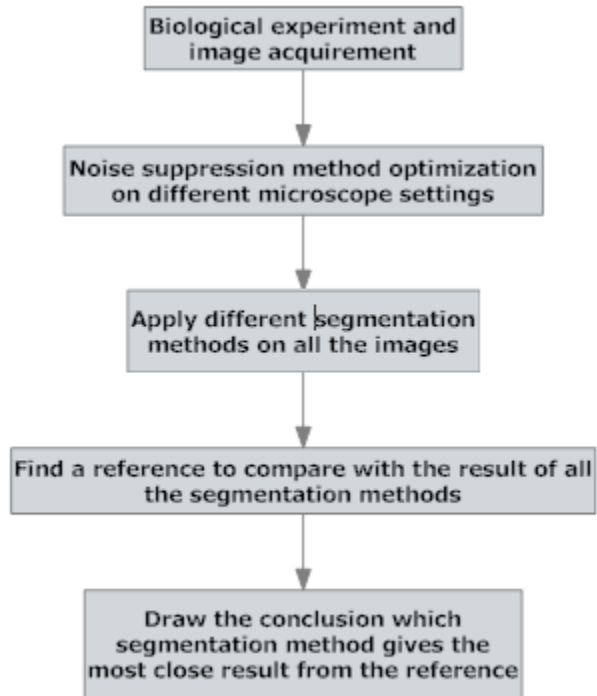 Biological experiment and
image acquirement
Noise suppression method optimization
on different microscope settings
Apply different segmentation
methods on all the images
Find a reference to compare with the result of all
the segmentation methods
Draw the conclusion which
segmentation method gives the
most close result from the reference